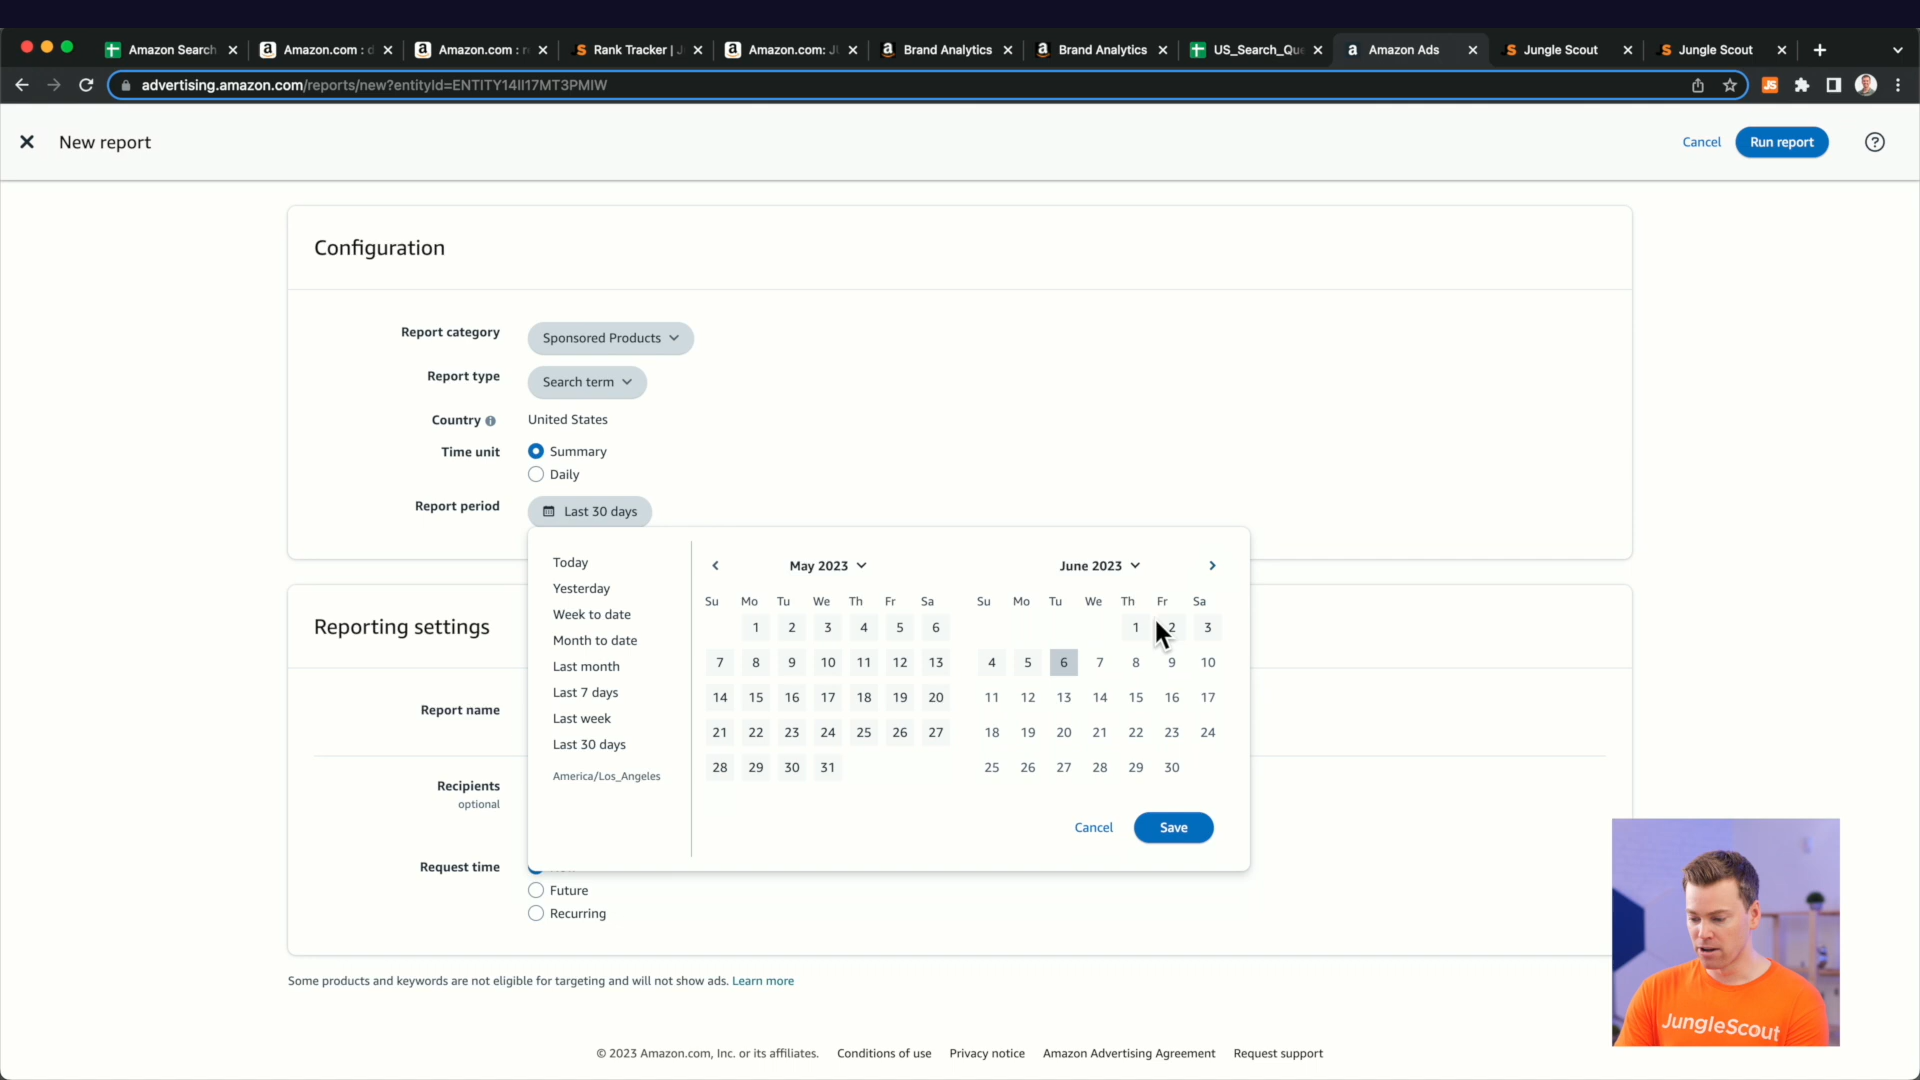 Amazon Search
Amazon.com : d
Amazon.com : r
Rank Tracker | J
Amazon.com: JU
Brand Analytics
Brand Analytics
US_Search_Que
Amazon Ads
Jungle Scout
Jungle Scout
advertising.amazon.com/reports/new?entityId=ENTITY14II17MT3PMIW
JS
New report
Cancel
Run report
Configuration
Report category
Sponsored Products
Report type
Search term
Country
United States
Time unit
Summary
Daily
Report period
Last 30 days
Today
Yesterday
Week to date
Month to date
Last month
Last 7 days
Last week
Last 30 days
America/Los_Angeles
May 2023
Su Mo Tu We Th Fr Sa
1 2 3 4 5 6
7 8 9 10 11 12 13
14 15 16 17 18 19 20
21 22 23 24 25 26 27
28 29 30 31
June 2023
Su Mo Tu We Th Fr Sa
1 2 3
4 5 6 7 8 9 10
11 12 13 14 15 16 17
18 19 20 21 22 23 24
25 26 27 28 29 30
Cancel
Save
Reporting settings
Report name
Recipients
optional
Request time
Future
Recurring
Some products and keywords are not eligible for targeting and will not show ads. Learn more
JungleScout
© 2023 Amazon.com, Inc. or its affiliates.
Conditions of use
Privacy notice
Amazon Advertising Agreement
Request support